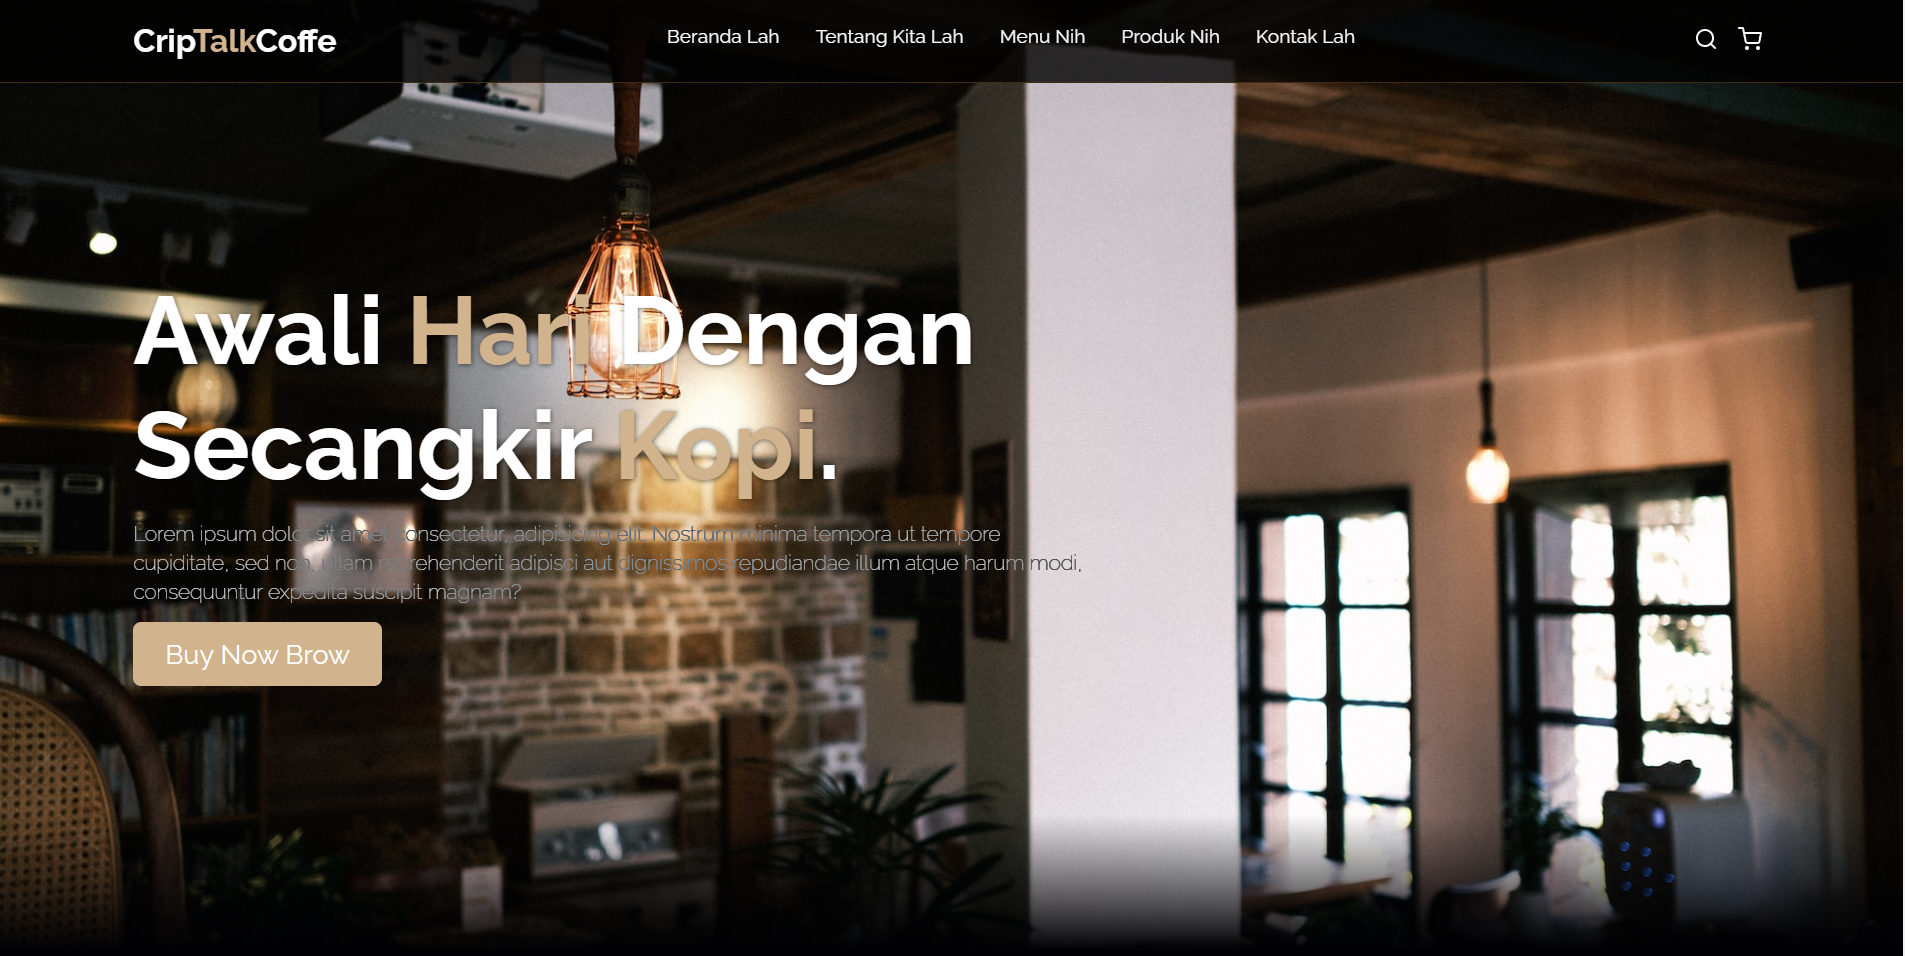 CripTalkCoffe
Beranda Lah
Tentang Kita Lah
Menu Nih
Produk Nih
Kontak Lah
Awali Hari Dengan
Secangkir Kopi.
Lorem ipsum dolor sit amet consectetur, adipisicing elit. Nostrum minima tempora ut tempore
cupiditate, sed non, ullam reprehenderit adipisci aut dignissimos repudiandae illum atque harum modi,
consequuntur expedita suscipit magnam?
Buy Now Brow